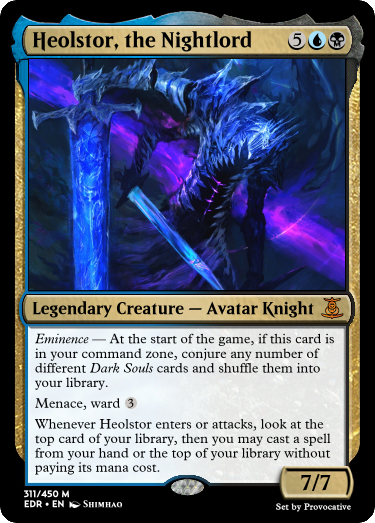 Heolstor, the Nightlord 5
Legendary Creature — Avatar Knight
Eminence — At the start of the game, if this card is
in your command zone, conjure any number of
different Dark Souls cards and shuffle them into
your library.
Menace, ward 3
Whenever Heolstor enters or attacks, look at the
top card of your library, then you may cast a spell
from your hand or the top of your library without
paying its mana cost.
7/7
311/450 M
EDR • EN Shimhao
Set by Provocative